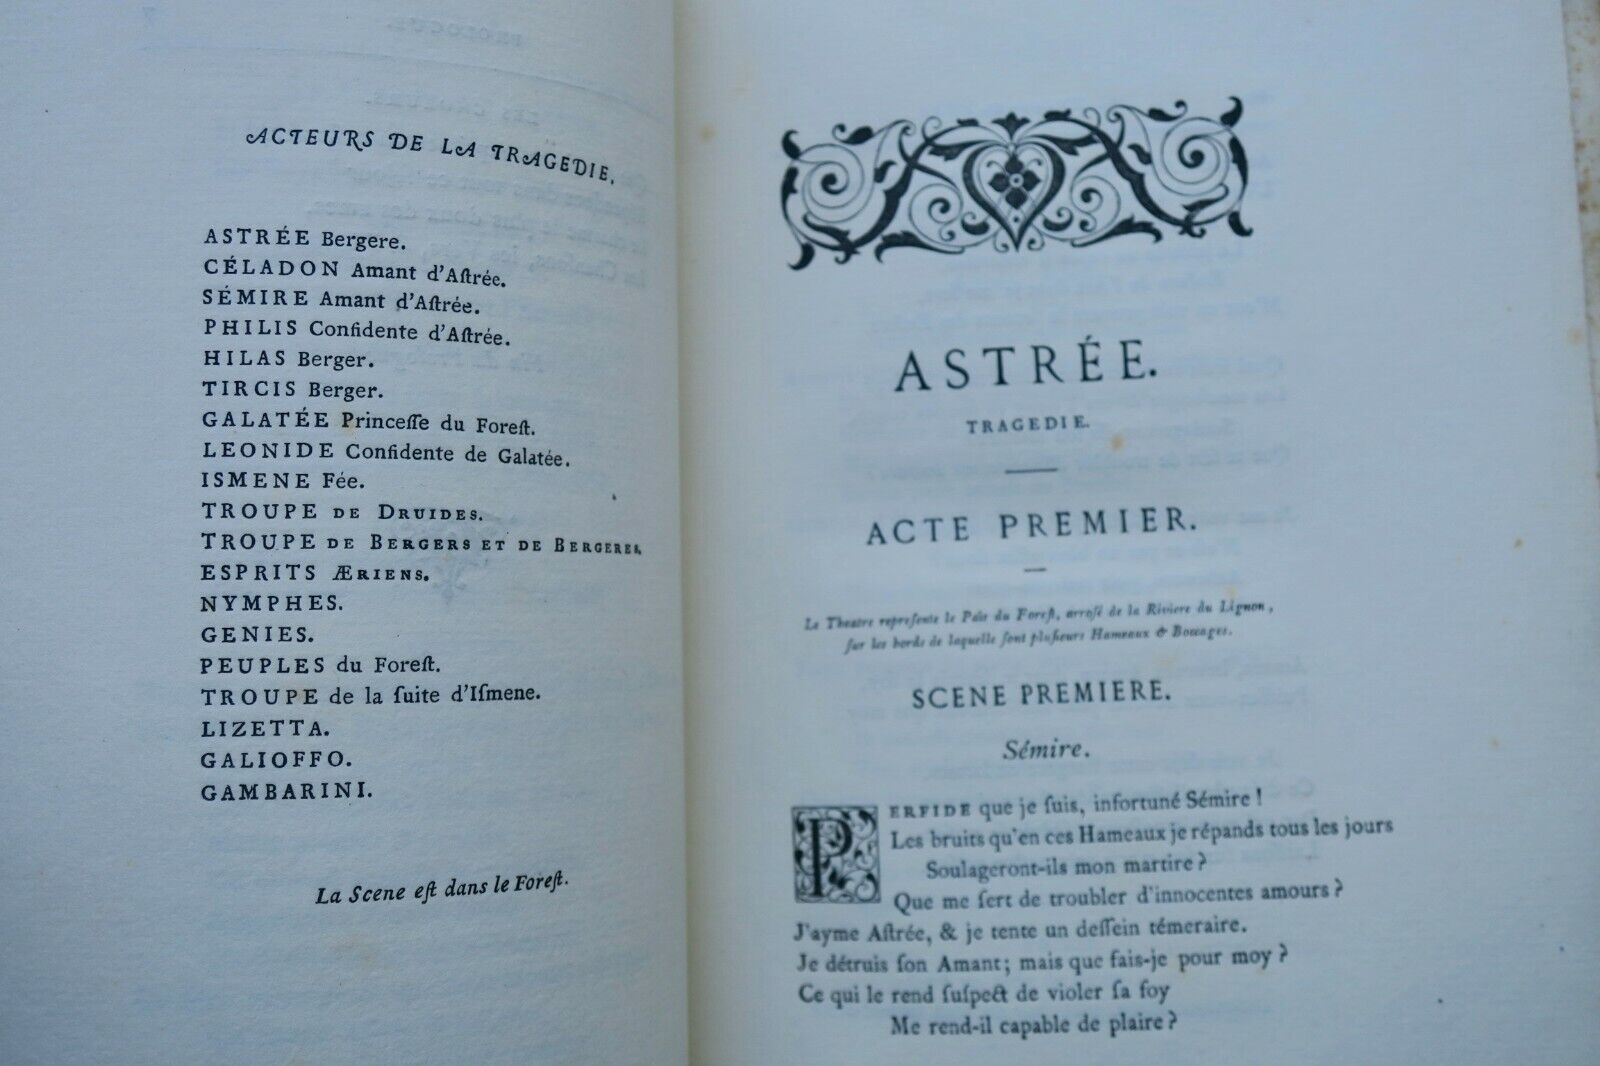 ACTEURS DE LA TRAGEDIE.
ASTRÉE Bergere.
CÉLADON Amant d'Aſtrée.
SÉMIRE Amant d'Aſtrée.
PHILIS Confidente d'Aſtrée.
HILAS Berger.
TIRCIS Berger.
GALATÉE Princeſſe du Foreſt.
LEONIDE Confidente de Galatée.
ISMENE Fée.
TROUPE DE DRUIDES.
TROUPE DE BERGERS ET DE BERGERES.
ESPRITS ÆRIENS.
NYMPHES.
GENIES.
PEUPLES du Foreſt.
TROUPE de la ſuite d'Iſmene.
LIZETTA.
GALIOFFO.
GAMBARINI.
La Scene eſt dans le Foreſt.
ASTRÉE.
TRAGEDIE.
ACTE PREMIER.
Le Theatre repreſente le Païs du Foreſt, arroſé de la Riviere du Lignon,
ſur les bords de laquelle ſont pluſieurs Hameaux & Boccages.
SCENE PREMIERE.
Sémire.
PERFIDE que je ſuis, infortuné Sémire !
Les bruits qu'en ces Hameaux je répands tous les jours
Soulageront-ils mon martire ?
Que me ſert de troubler d'innocentes amours ?
J'ayme Aſtrée, & je tente un deſſein témeraire.
Je détruis ſon Amant ; mais que fais-je pour moy ?
Ce qui le rend ſuſpect de violer ſa foy
Me rend-il capable de plaire ?